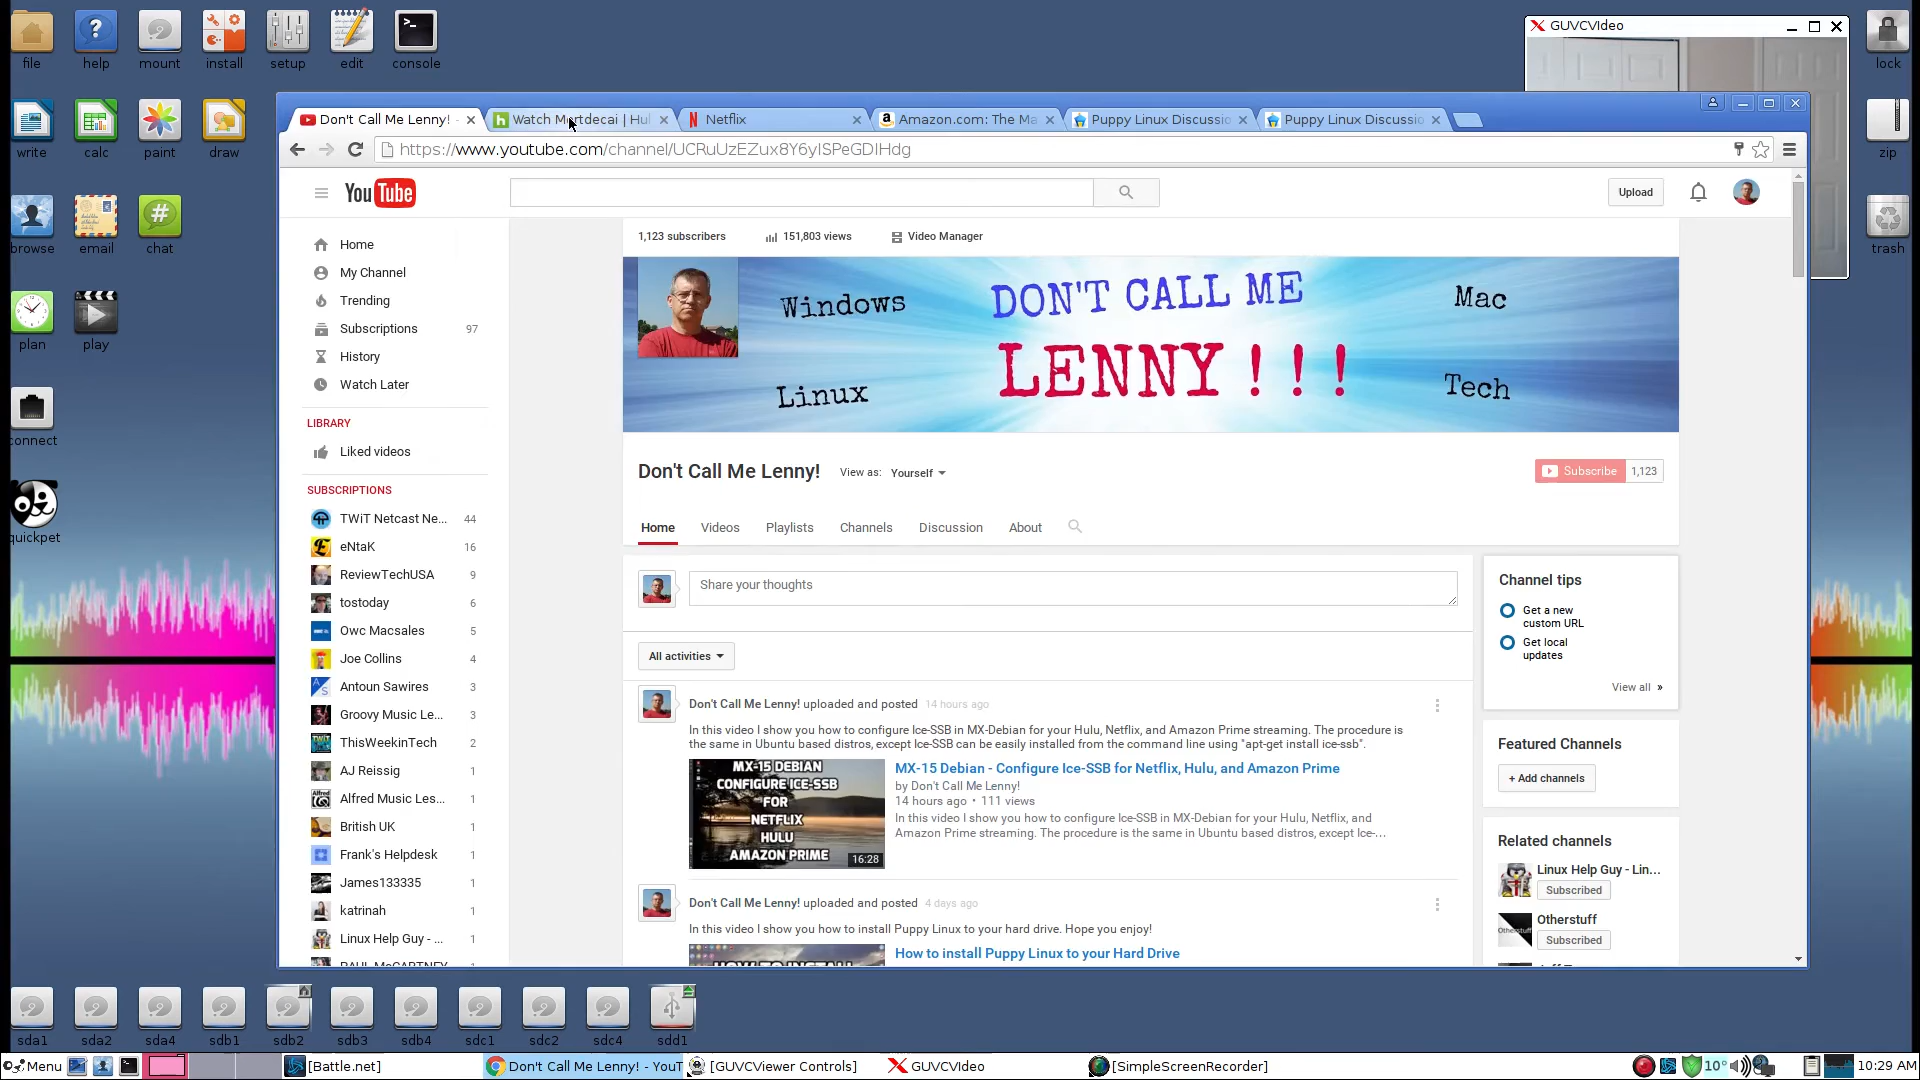 file
help
mount
install
setup
edit
console
GUVCVIdeo
lock
Don't Call Me Lenny! -
Watch Mortdecai | Hul
Netflix
Amazon.com: The Ma
Puppy Linux Discussio
Puppy Linux Discussio
https://www.youtube.com/channel/UCRuUzEZux8Y6yISPeGDIHdg
write
calc
paint
draw
zip
YouTube
Upload
browse
email
chat
trash
1,123 subscribers
151,803 views
Video Manager
Home
My Channel
Trending
Subscriptions 97
History
Watch Later
Windows
DON'T CALL ME
Mac
LENNY!!!
Linux
Tech
plan
play
connect
quickpet
LIBRARY
Liked videos
SUBSCRIPTIONS
TWiT Netcast Ne... 44
eNtaK 16
ReviewTechUSA 9
tostoday 6
Owc Macsales 5
Joe Collins 4
Antoun Sawires 3
Groovy Music Le... 3
ThisWeekinTech 2
AJ Reissig 1
Alfred Music Les... 1
British UK 1
Frank's Helpdesk 1
James133335 1
katrinah 1
Linux Help Guy - ... 1
PAUL McCARTNEY
Don't Call Me Lenny!
View as: Yourself
Subscribe 1,123
Home
Videos
Playlists
Channels
Discussion
About
Share your thoughts
All activities
Don't Call Me Lenny! uploaded and posted 14 hours ago
In this video I show you how to configure Ice-SSB in MX-Debian for your Hulu, Netflix, and Amazon Prime streaming. The procedure is
the same in Ubuntu based distros, except Ice-SSB can be easily installed from the command line using "apt-get install ice-ssb".
MX-15 DEBIAN
CONFIGURE ICE-SSB
FOR
NETFLIX
HULU
AMAZON PRIME
16:28
MX-15 Debian - Configure Ice-SSB for Netflix, Hulu, and Amazon Prime
by Don't Call Me Lenny!
14 hours ago • 111 views
In this video I show you how to configure Ice-SSB in MX-Debian for your Hulu, Netflix, and
Amazon Prime streaming. The procedure is the same in Ubuntu based distros, except Ice-...
Don't Call Me Lenny! uploaded and posted 4 days ago
In this video I show you how to install Puppy Linux to your hard drive. Hope you enjoy!
HOW TO INSTALL
How to install Puppy Linux to your Hard Drive
Channel tips
Get a new
custom URL
Get local
updates
View all »
Featured Channels
+ Add channels
Related channels
Linux Help Guy - Lin...
Subscribed
Otherstuff
Subscribed
sda1
sda2
sda4
sdb1
sdb2
sdb3
sdb4
sdc1
sdc2
sdc4
sdd1
Menu
[Battle.net]
Don't Call Me Lenny! - YouT
[GUVCViewer Controls]
GUVCVIdeo
[SimpleScreenRecorder]
10°
10:29 AM